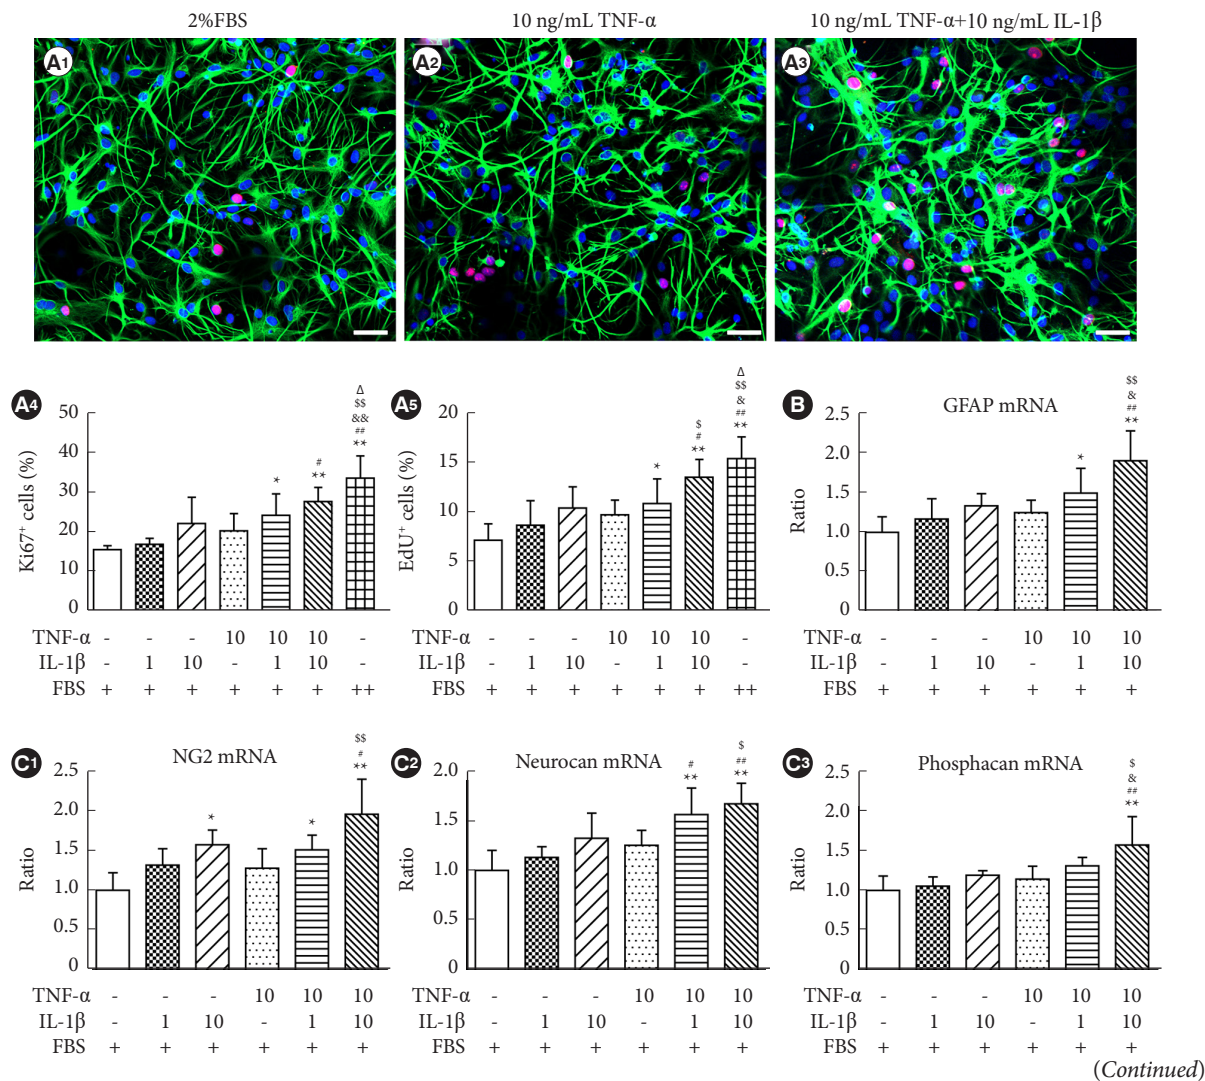 2%FBS 10 ng/mL TNF-α 10 ng/mL TNF-α+10 ng/mL IL-1β
A1 A2 A3
A4
Ki67⁺ cells (%)
50
40
30
20
10
0
*
#
**
Δ
$$
&&
##
**
TNF-α - - - 10 10 10 -
IL-1β - 1 10 - 1 10 -
FBS + + + + + + ++
A5
EdU⁺ cells (%)
20
15
10
5
0
*
$
#
**
Δ
$$
&
##
**
TNF-α - - - 10 10 10 -
IL-1β - 1 10 - 1 10 -
FBS + + + + + + ++
B
GFAP mRNA
Ratio
2.5
2.0
1.5
1.0
0.5
0
*
$$
&
##
**
TNF-α - - - 10 10 10
IL-1β - 1 10 - 1 10
FBS + + + + + +
C1
NG2 mRNA
Ratio
2.5
2.0
1.5
1.0
0.5
0
*
*
$$
#
**
TNF-α - - - 10 10 10
IL-1β - 1 10 - 1 10
FBS + + + + + +
C2
Neurocan mRNA
Ratio
2.0
1.5
1.0
0.5
0
#
**
$
##
**
TNF-α - - - 10 10 10
IL-1β - 1 10 - 1 10
FBS + + + + + +
C3
Phosphacan mRNA
Ratio
2.5
2.0
1.5
1.0
0.5
0
$
&
##
**
TNF-α - - - 10 10 10
IL-1β - 1 10 - 1 10
FBS + + + + + +
(Continued)